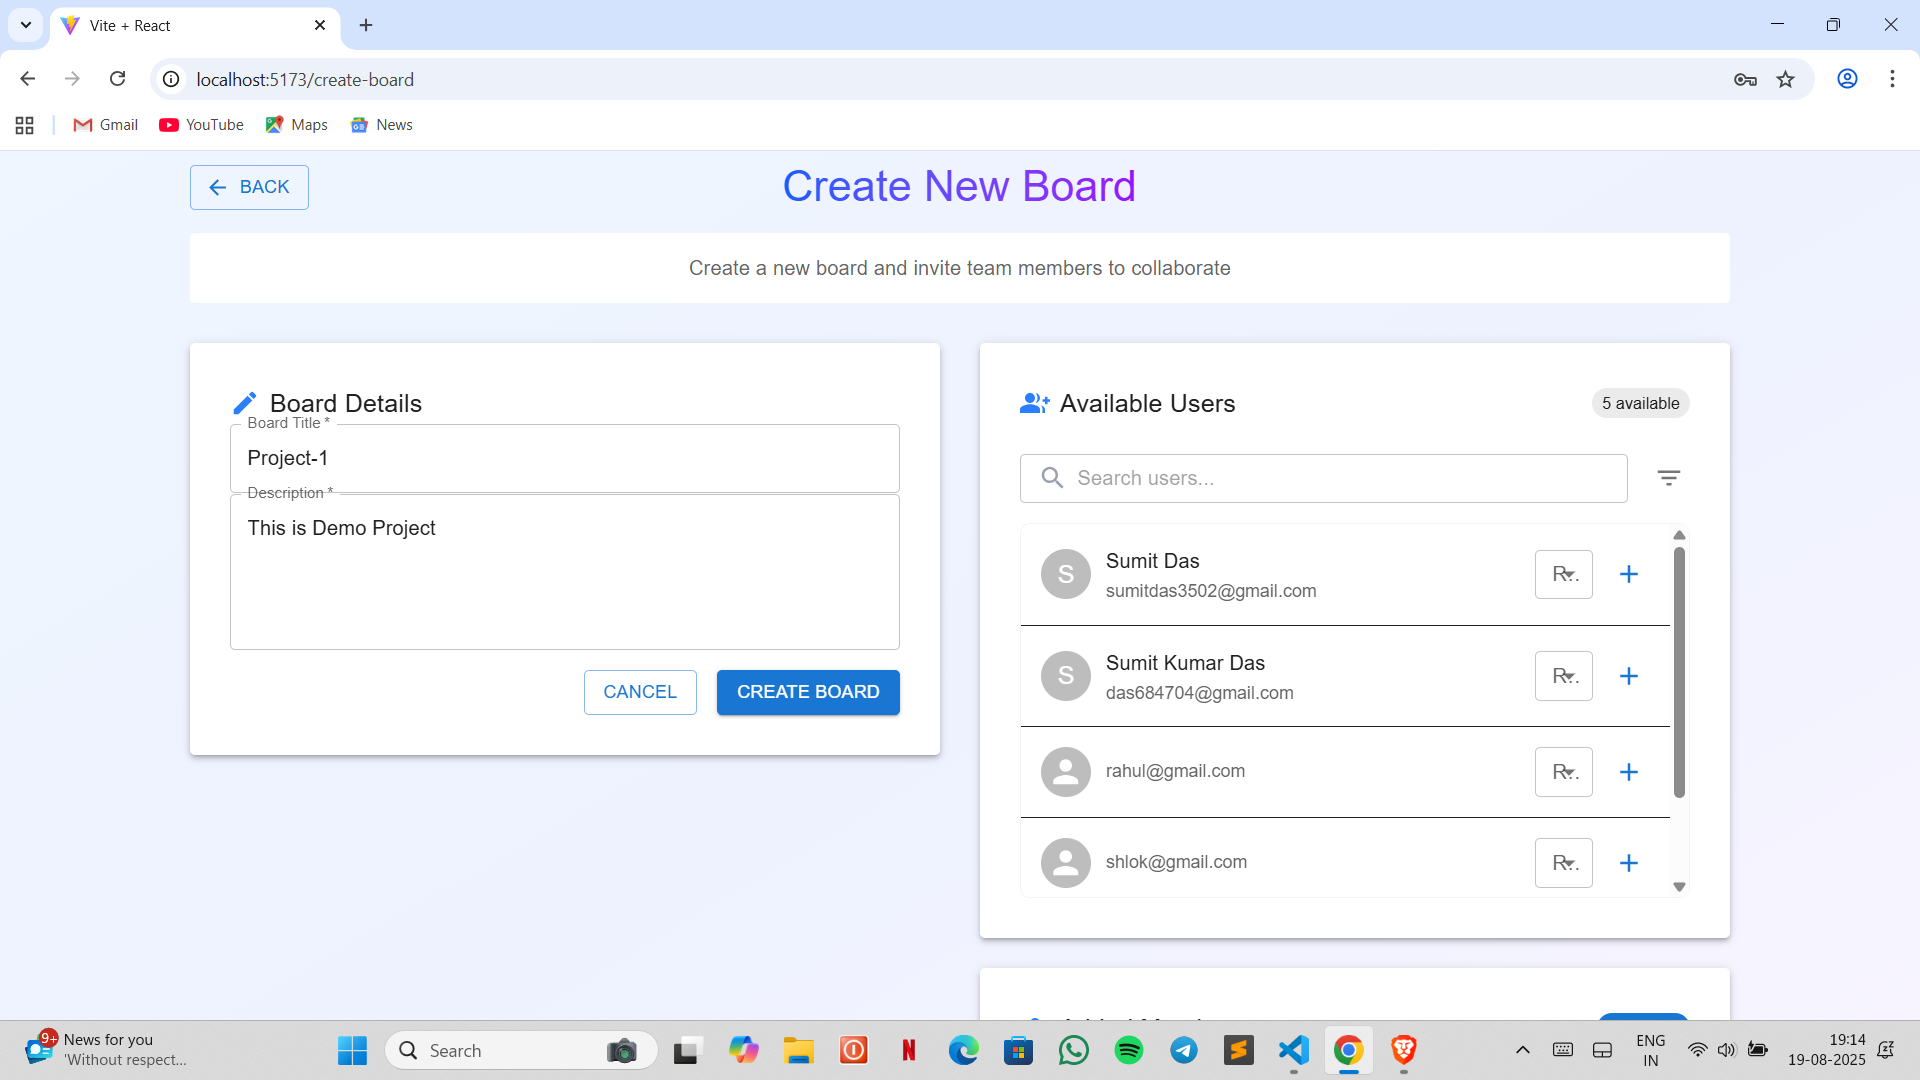 Vite + React
localhost:5173/create-board
Gmail
YouTube
Maps
News
BACK
Create New Board
Create a new board and invite team members to collaborate
Board Details
Board Title *
Project-1
Description *
This is Demo Project
CANCEL
CREATE BOARD
Available Users
5 available
Search users...
S
Sumit Das
sumitdas3502@gmail.com
R...
S
Sumit Kumar Das
das684704@gmail.com
R...
rahul@gmail.com
R...
shlok@gmail.com
R...
9+
News for you
'Without respect...
Search
ENG
IN
19:14
19-08-2025